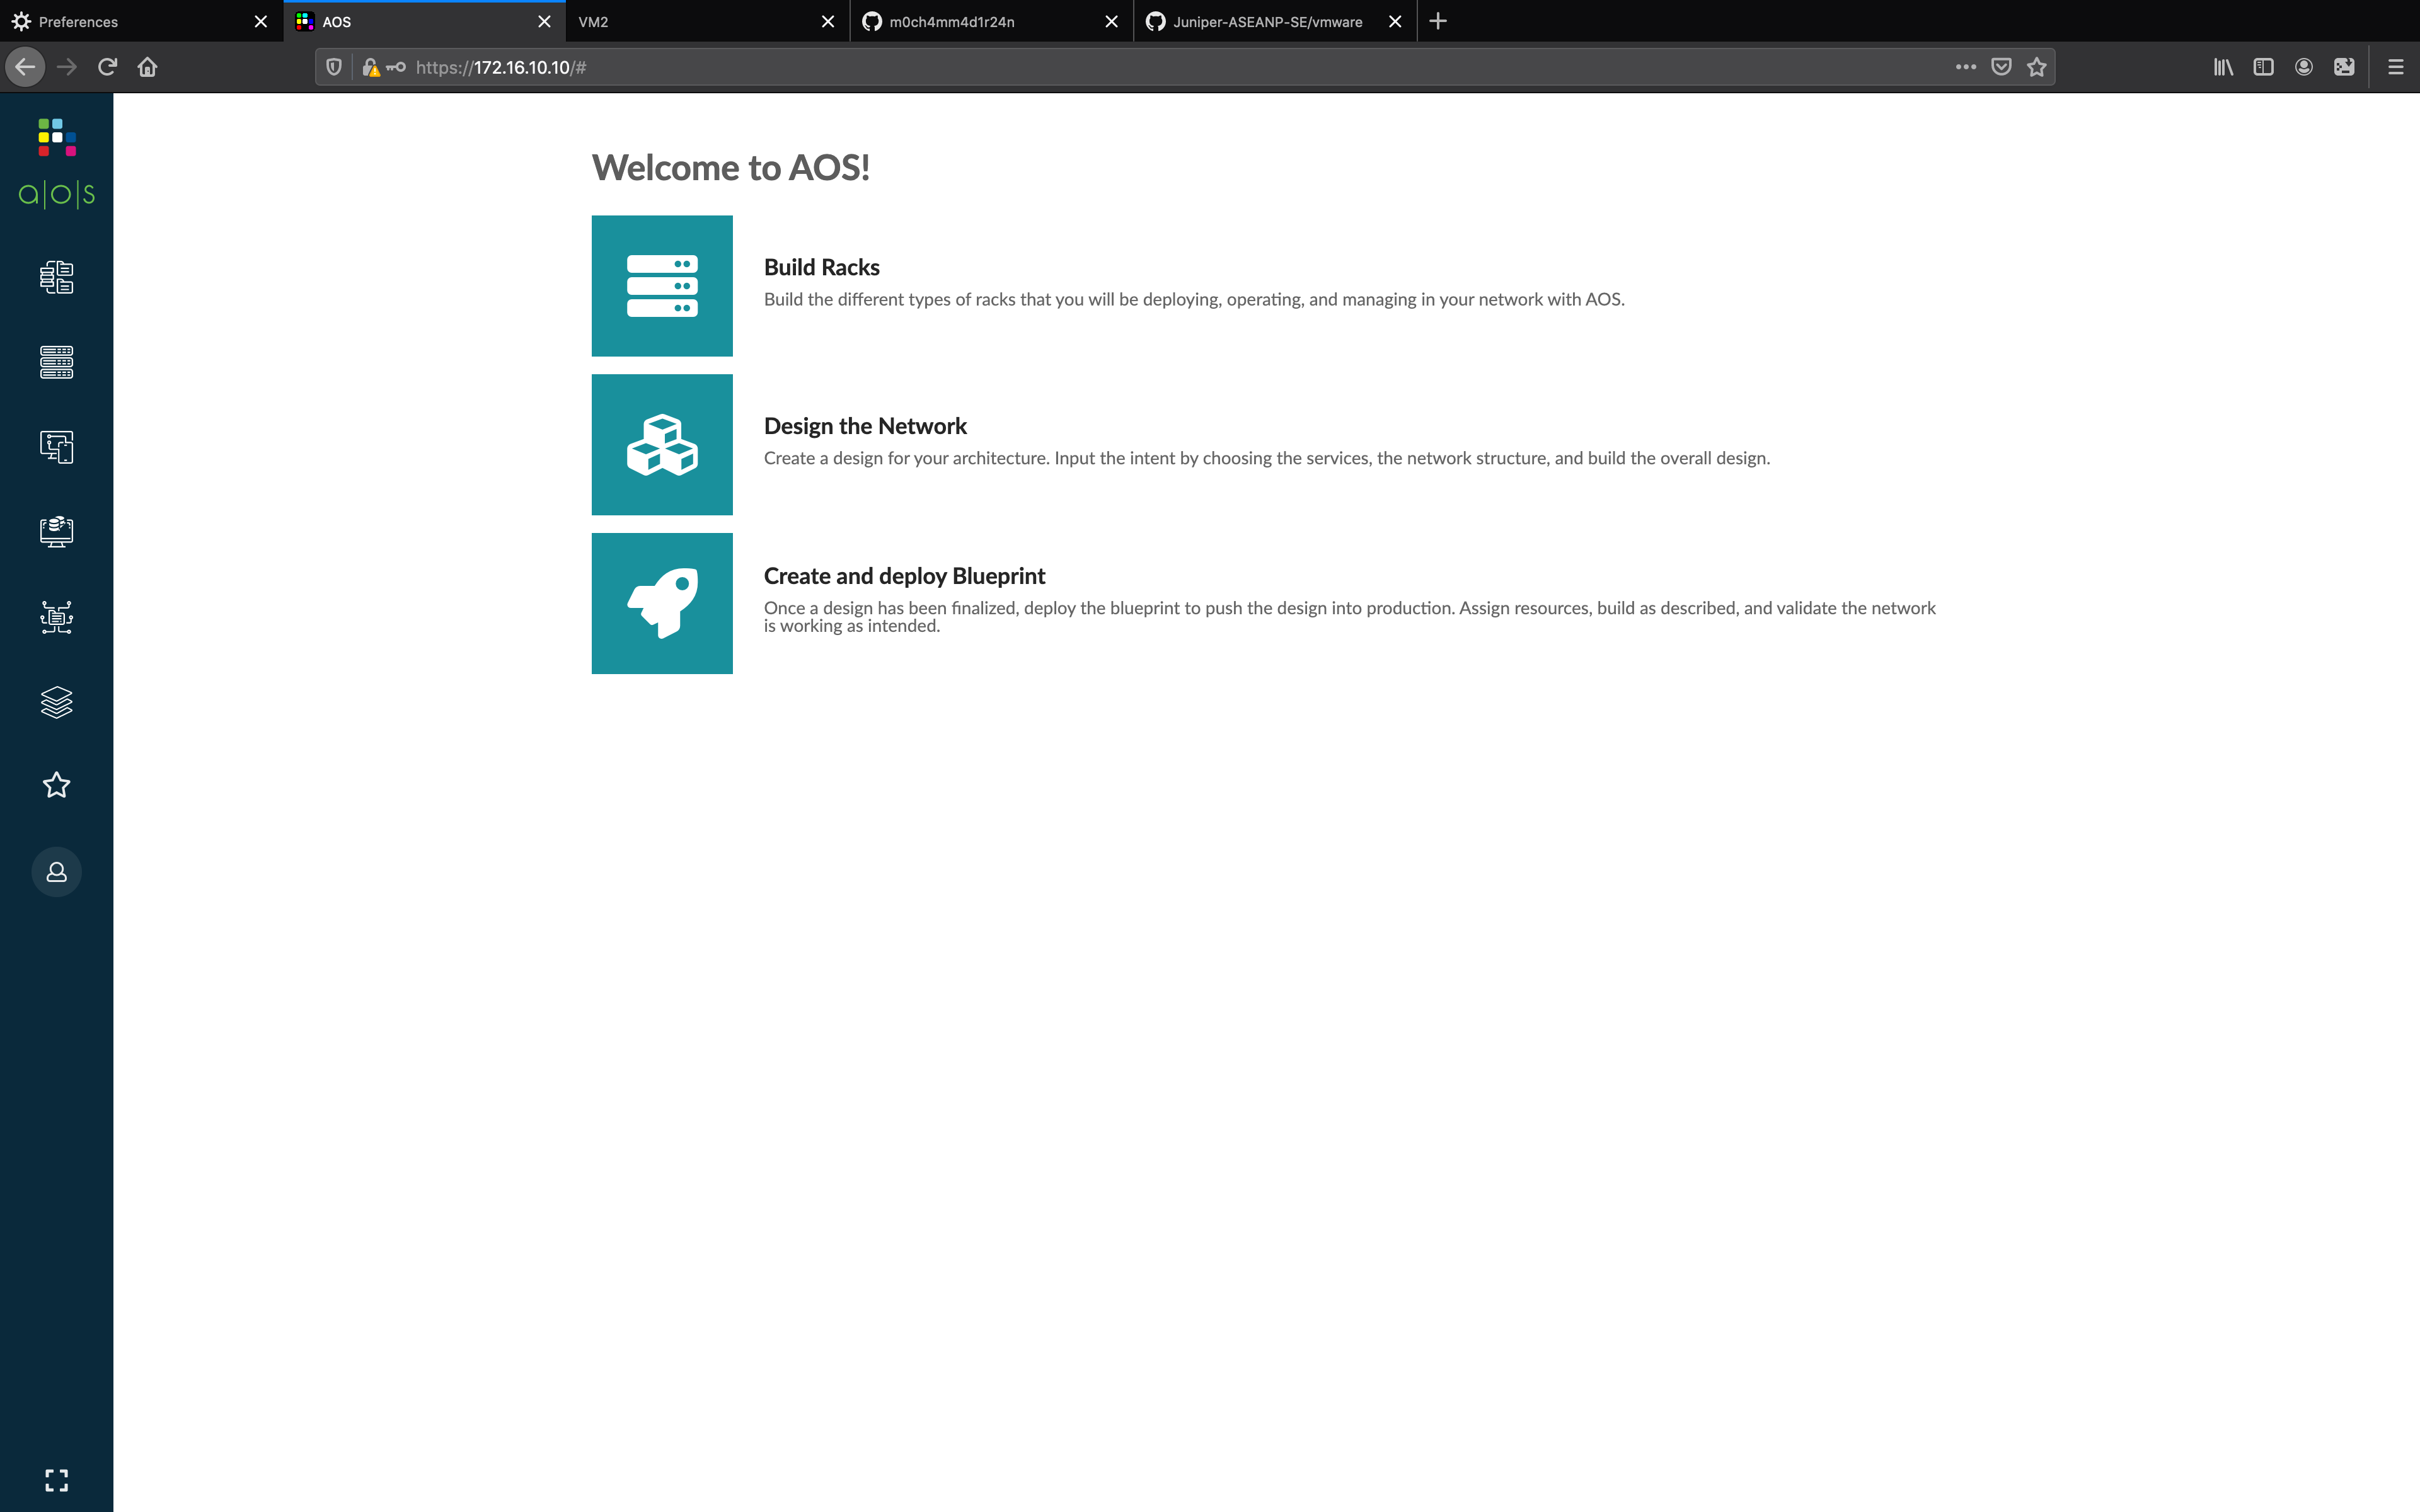 Preferences
AOS
VM2
m0ch4mm4d1r24n
Juniper-ASEANP-SE/vmware
https://172.16.10.10/#
a|o|s
Welcome to AOS!
Build Racks
Build the different types of racks that you will be deploying, operating, and managing in your network with AOS.
Design the Network
Create a design for your architecture. Input the intent by choosing the services, the network structure, and build the overall design.
Create and deploy Blueprint
Once a design has been finalized, deploy the blueprint to push the design into production. Assign resources, build as described, and validate the network
is working as intended.